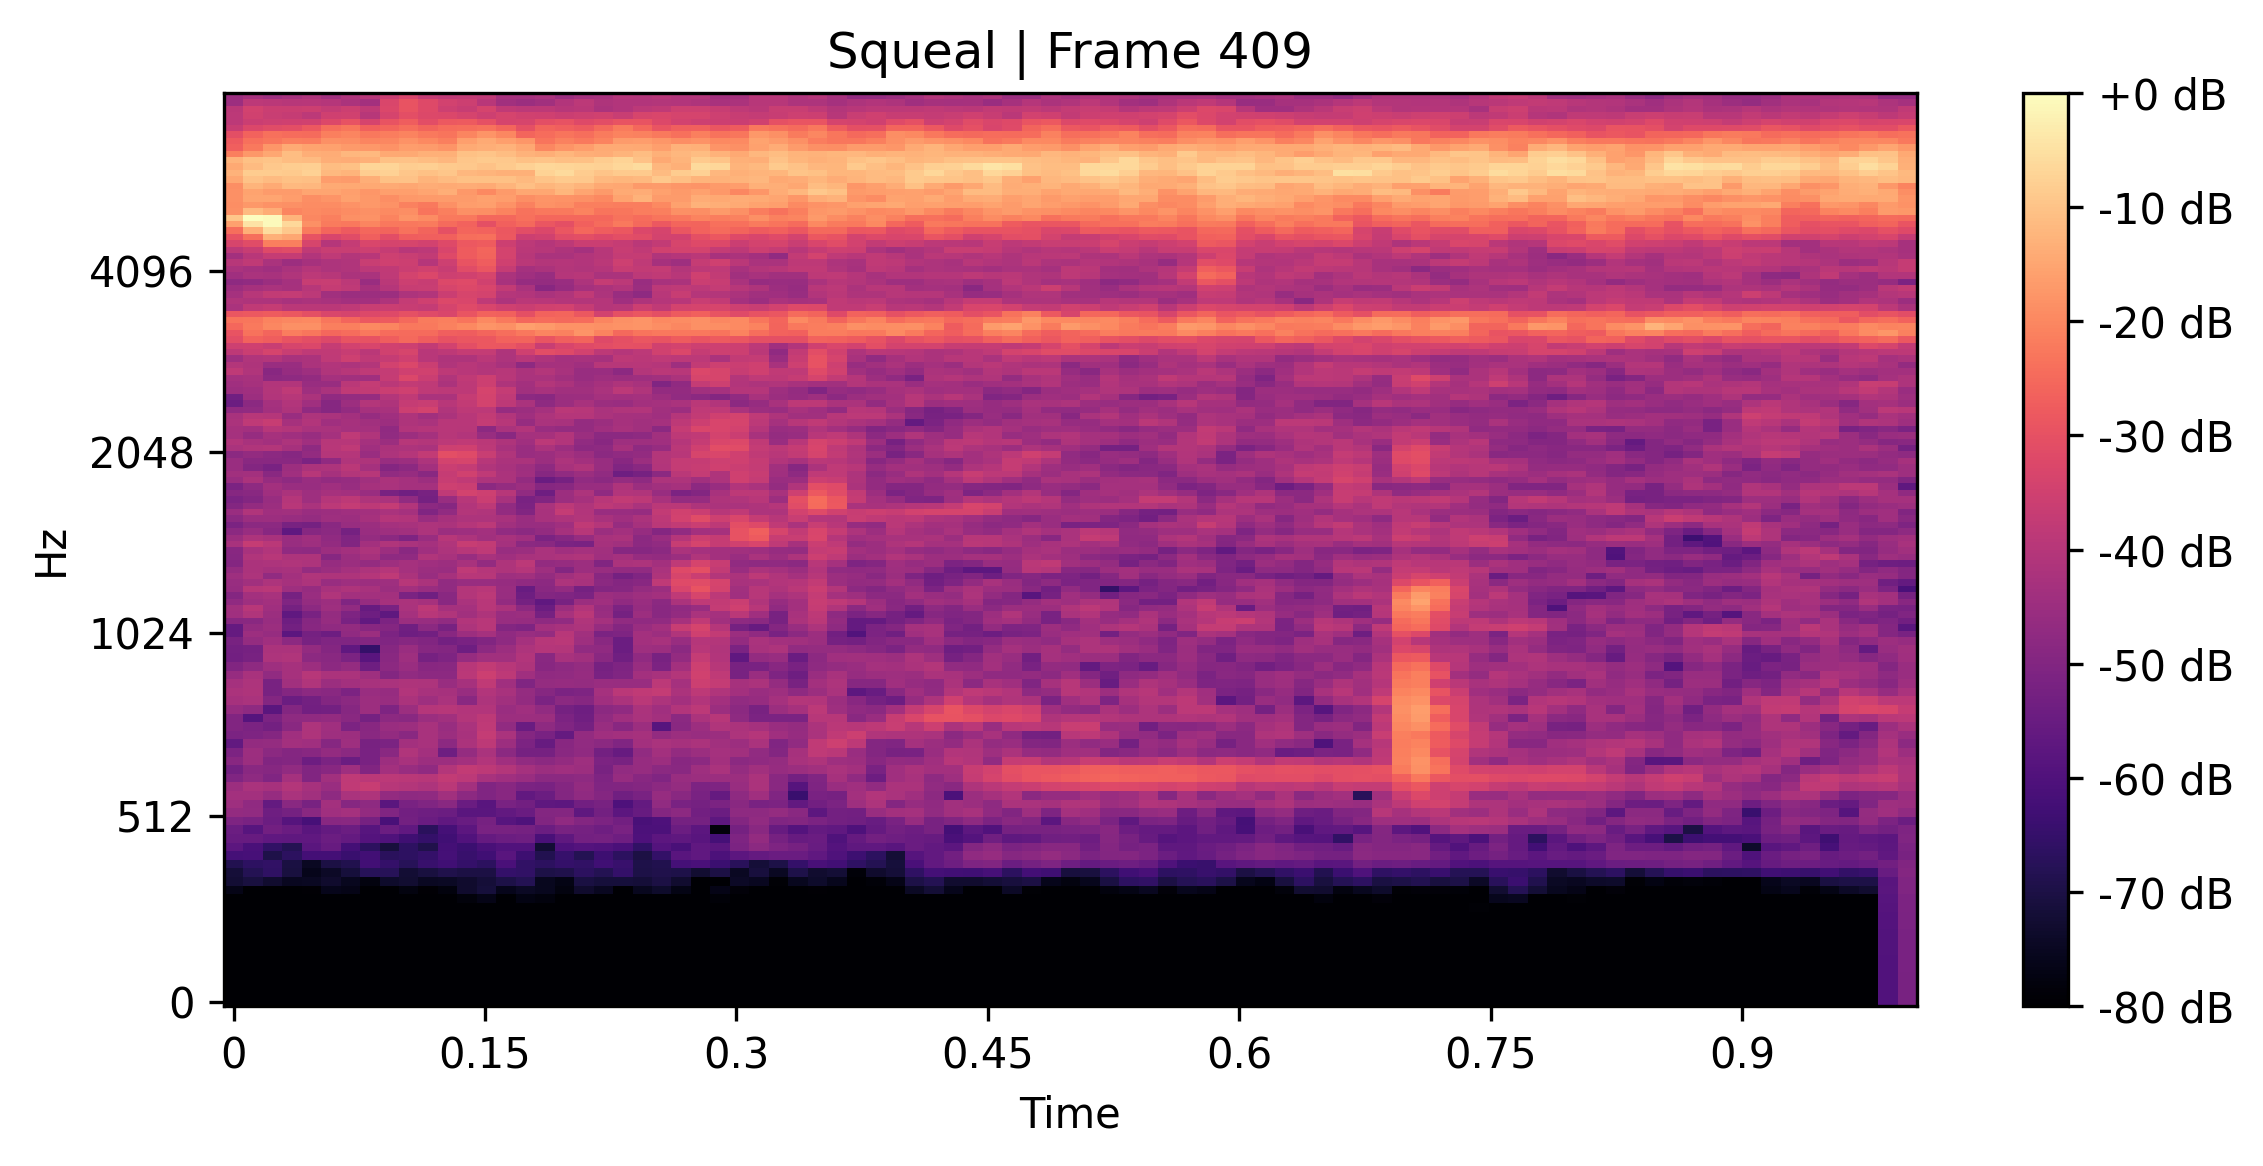 Squeal | Frame 409
Hz
4096
2048
1024
512
0
0
0.15
0.3
0.45
0.6
0.75
0.9
Time
+0 dB
-10 dB
-20 dB
-30 dB
-40 dB
-50 dB
-60 dB
-70 dB
-80 dB